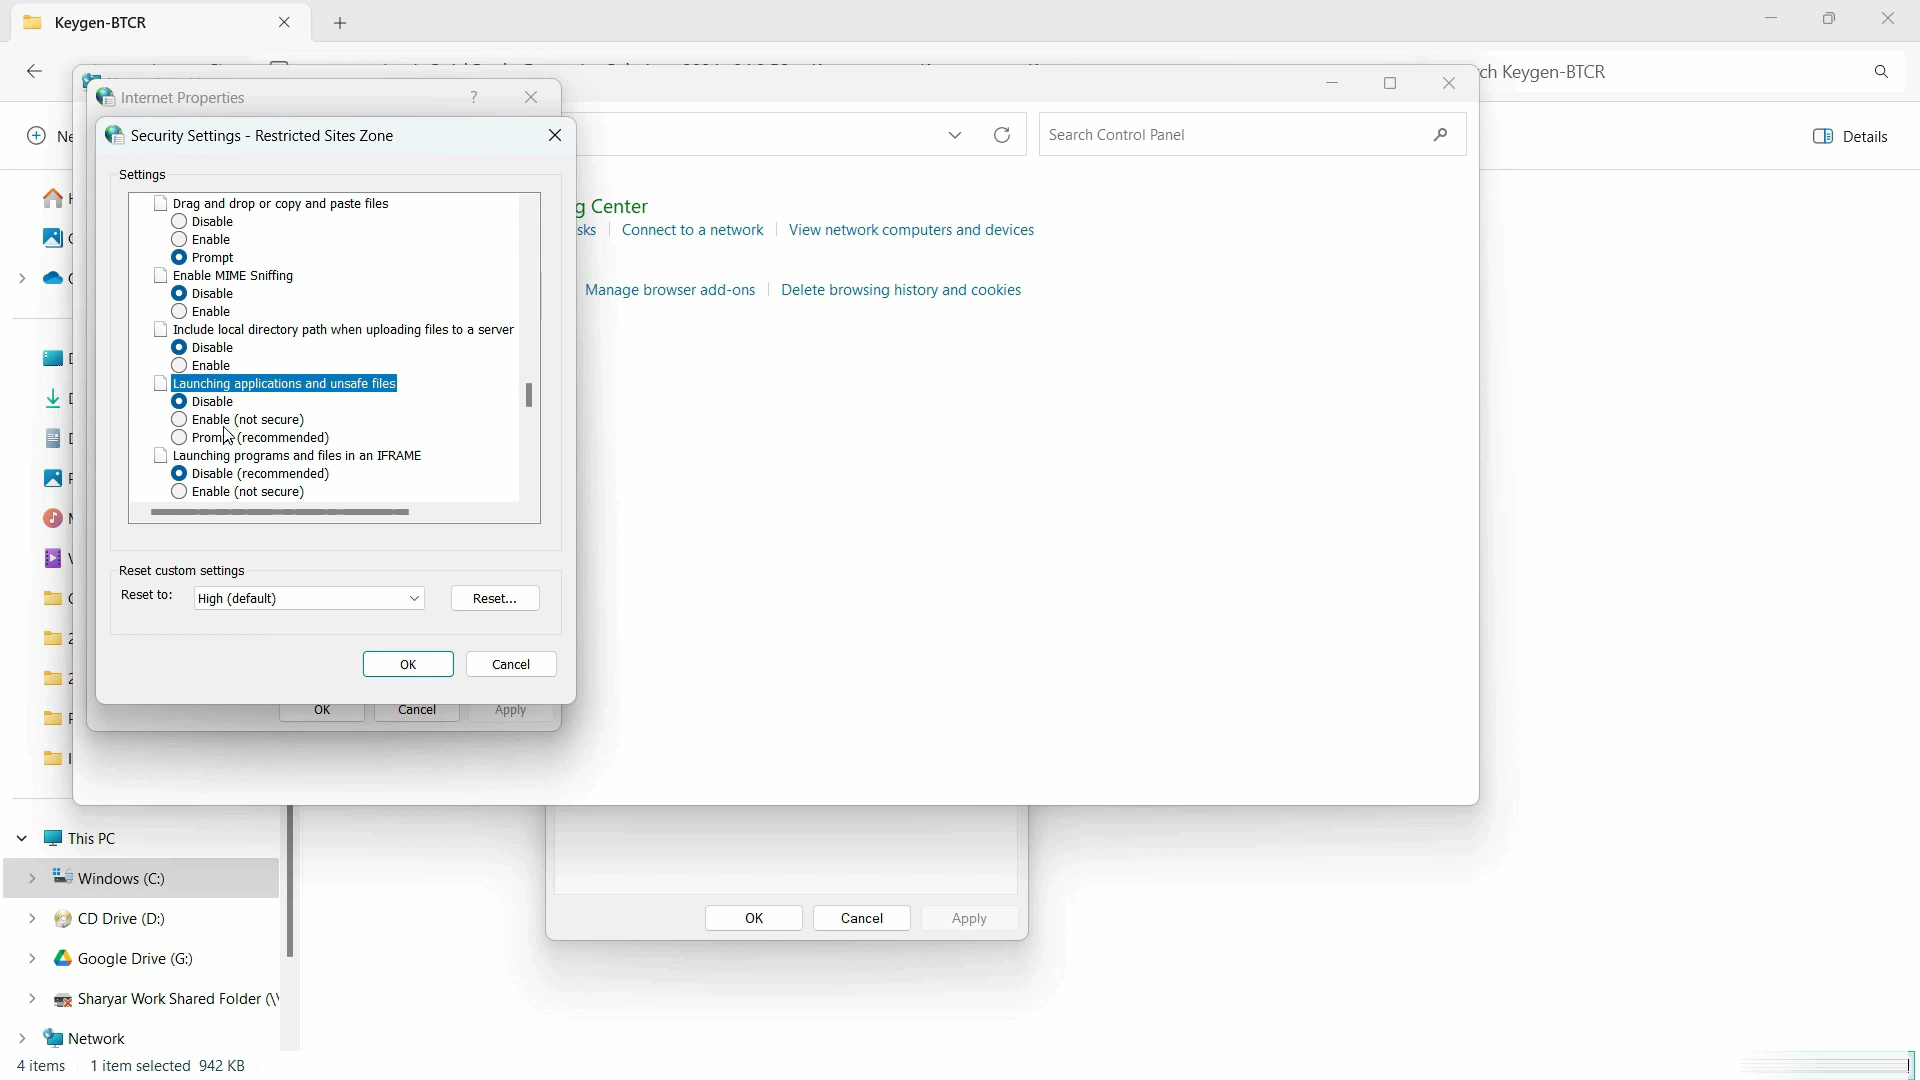 Keygen-BTCR
Search Keygen-BTCR
Details
Internet Properties
?
Security Settings - Restricted Sites Zone
Search Control Panel
Settings
Drag and drop or copy and paste files
Disable
Enable
Prompt
Enable MIME Sniffing
Disable
Enable
Include local directory path when uploading files to a server
Disable
Enable
Launching applications and unsafe files
Disable
Enable (not secure)
Prompt (recommended)
Launching programs and files in an IFRAME
Disable (recommended)
Enable (not secure)
g Center
sks
Connect to a network
View network computers and devices
Manage browser add-ons
Delete browsing history and cookies
Reset custom settings
Reset to:
High (default)
Reset...
OK
Cancel
OK
Cancel
Apply
This PC
Windows (C:)
CD Drive (D:)
Google Drive (G:)
Sharyar Work Shared Folder (\\
Network
OK
Cancel
Apply
4 items
1 item selected 942 KB